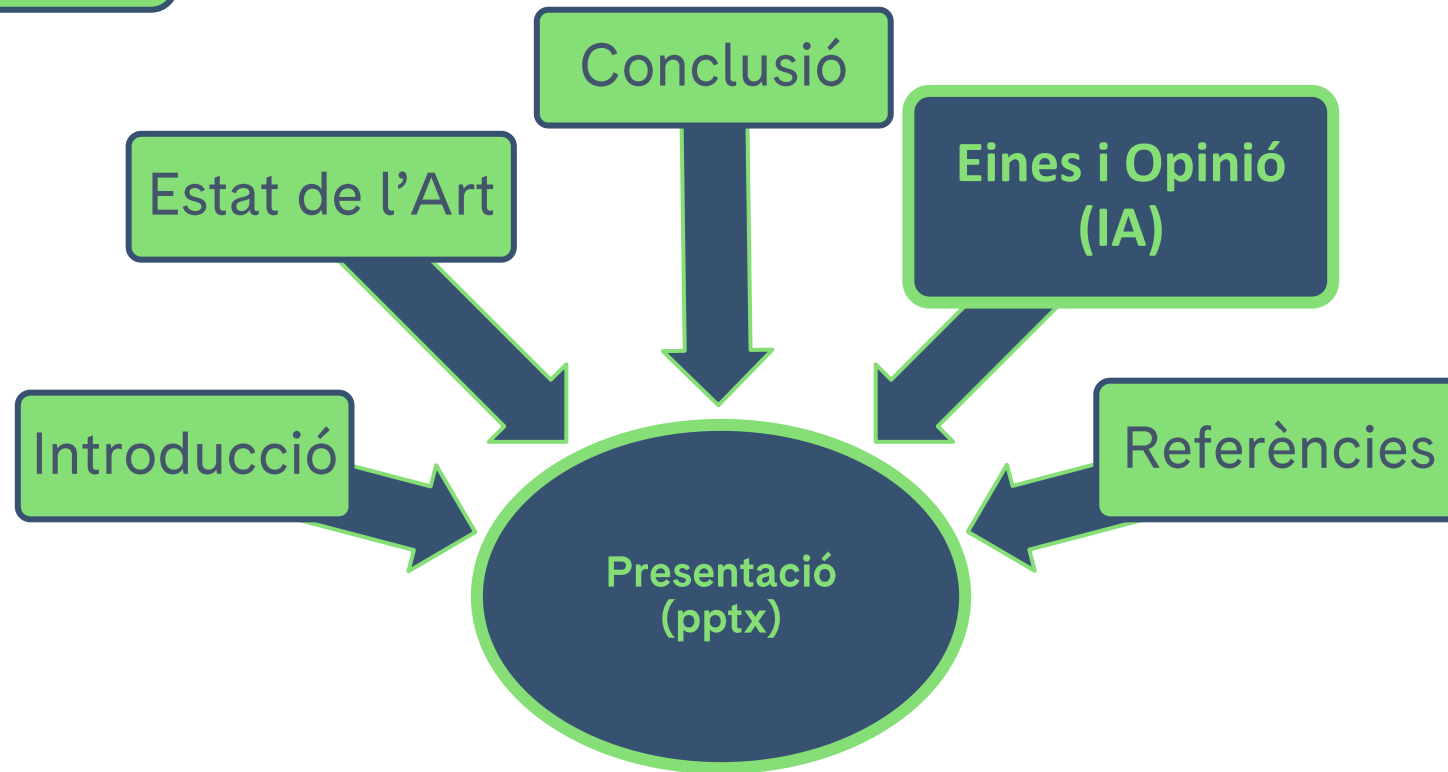 Conclusió
Eines i Opinió
(IA)
Estat de l’Art
Introducció
Referències
Presentació
(pptx)